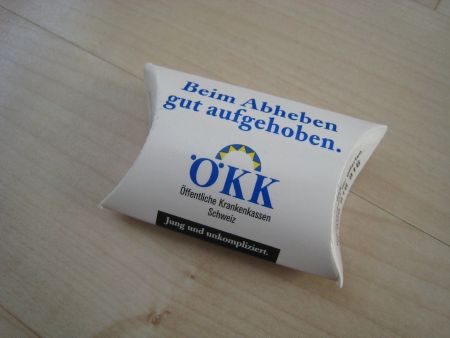 Beim Abheben
gut aufgehoben.
ÖKK
Öffentliche Krankenkassen
Schweiz
Jung und unkompliziert.